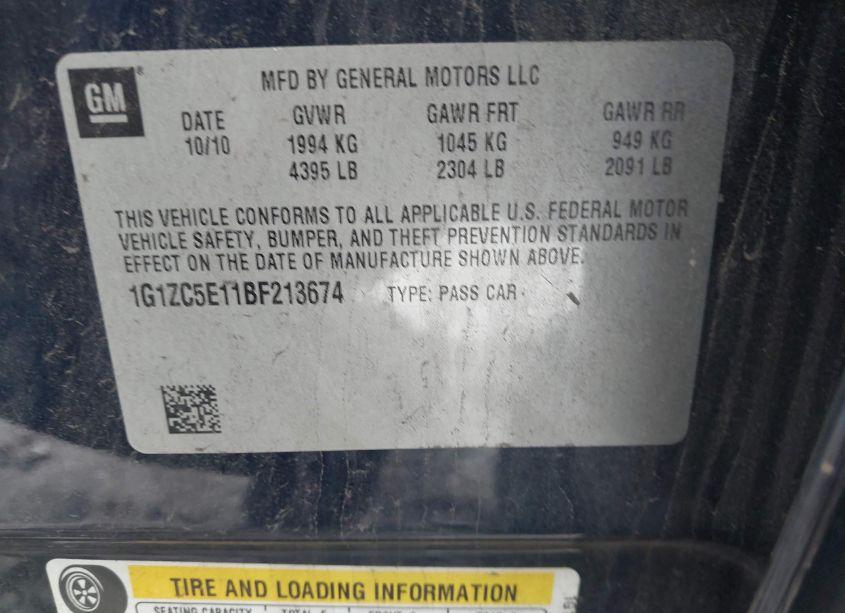 GM
MFD BY GENERAL MOTORS LLC
DATE GVWR GAWR FRT GAWR RR
10/10 1994 KG 1045 KG 949 KG
4395 LB 2304 LB 2091 LB
THIS VEHICLE CONFORMS TO ALL APPLICABLE U.S. FEDERAL MOTOR
VEHICLE SAFETY, BUMPER, AND THEFT PREVENTION STANDARDS IN
EFFECT ON THE DATE OF MANUFACTURE SHOWN ABOVE.
1G1ZC5E11BF213674 TYPE: PASS CAR
TIRE AND LOADING INFORMATION
SEATING CAPACITY